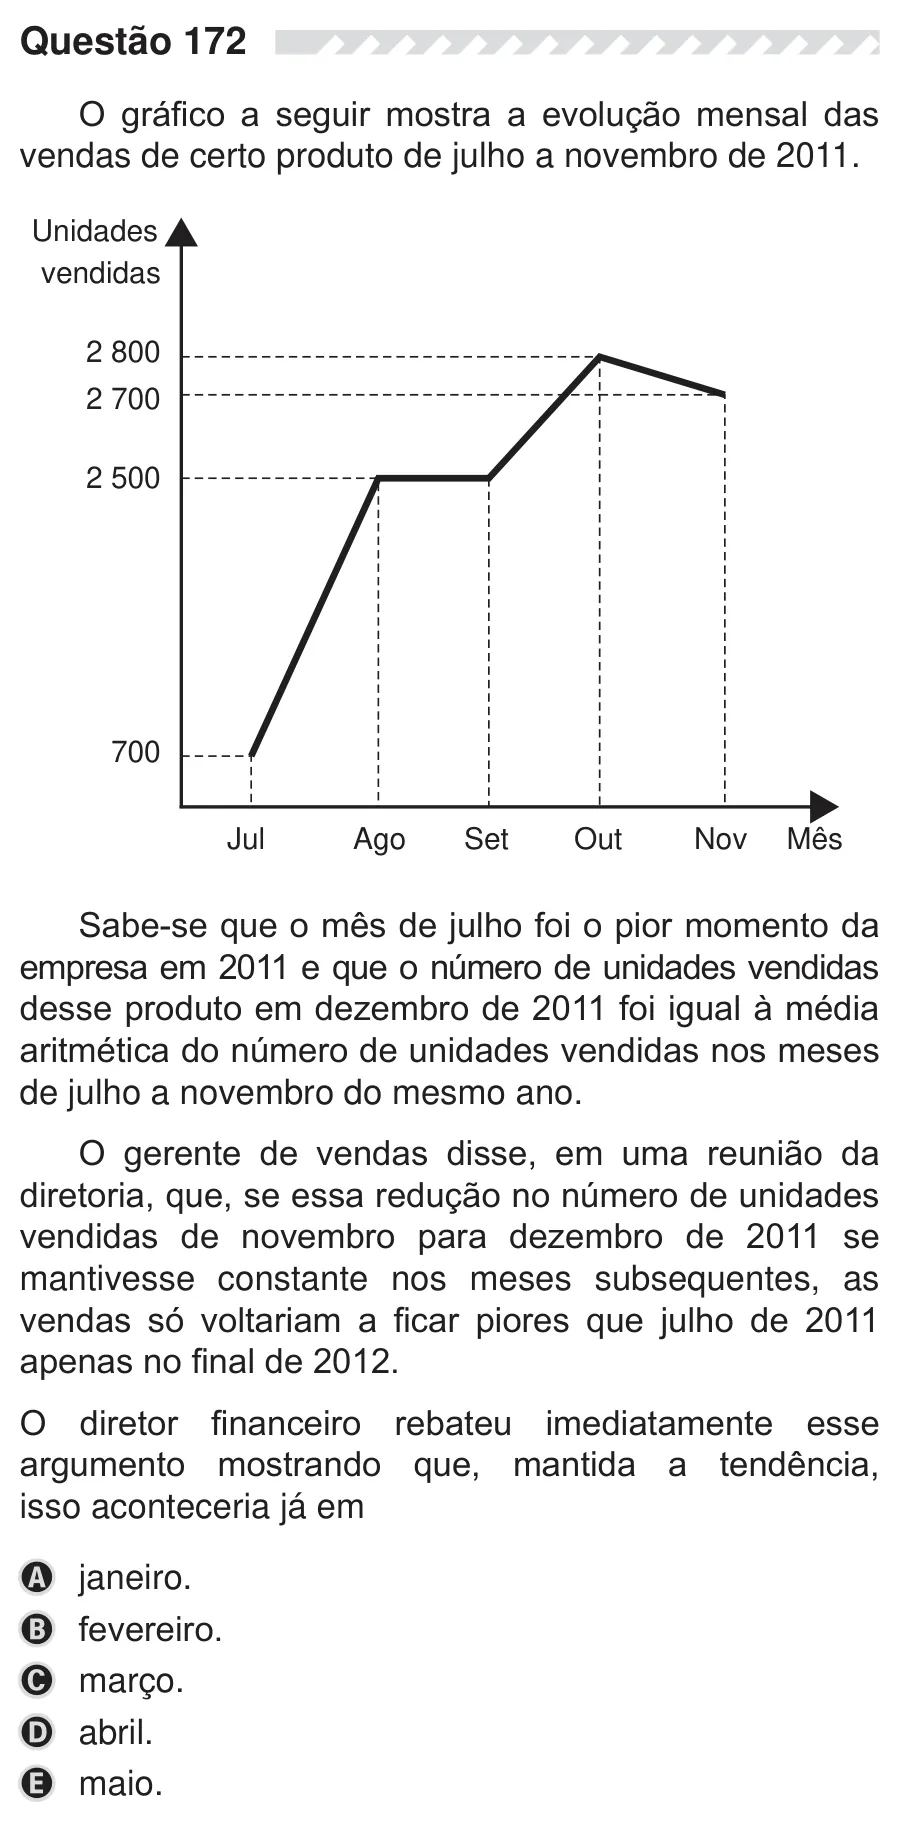 Questão 172
O gráfico a seguir mostra a evolução mensal das
vendas de certo produto de julho a novembro de 2011.
Unidades
vendidas
2 800
2 700
2 500
700
Jul Ago Set Out Nov Mês
Sabe-se que o mês de julho foi o pior momento da
empresa em 2011 e que o número de unidades vendidas
desse produto em dezembro de 2011 foi igual à média
aritmética do número de unidades vendidas nos meses
de julho a novembro do mesmo ano.
O gerente de vendas disse, em uma reunião da
diretoria, que, se essa redução no número de unidades
vendidas de novembro para dezembro de 2011 se
mantivesse constante nos meses subsequentes, as
vendas só voltariam a ficar piores que julho de 2011
apenas no final de 2012.
O diretor financeiro rebateu imediatamente esse
argumento mostrando que, mantida a tendência,
isso aconteceria já em
A janeiro.
B fevereiro.
C março.
D abril.
E maio.